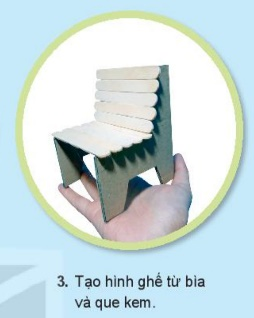 3. Tạo hình ghế từ bìa
và que kem.